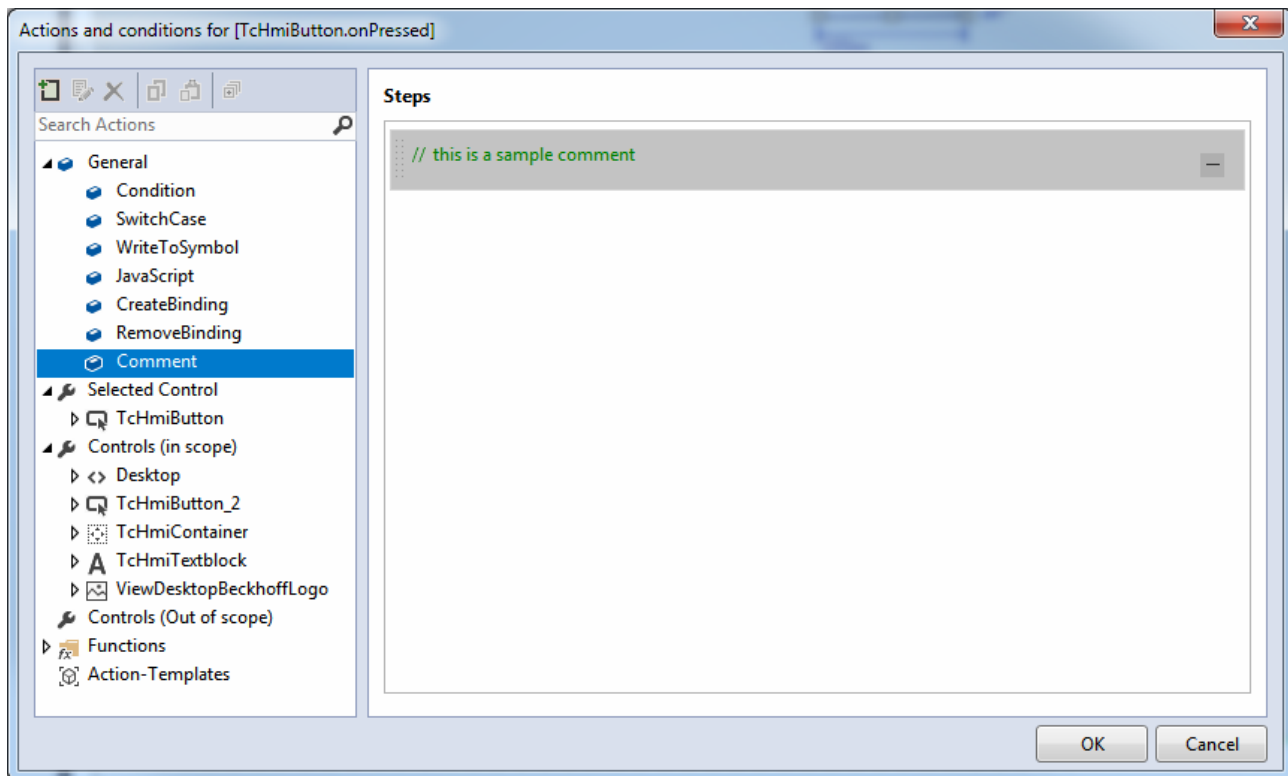 Actions and conditions for [TcHmiButton.onPressed]
Search Actions
General
Condition
SwitchCase
WriteToSymbol
JavaScript
CreateBinding
RemoveBinding
Comment
Selected Control
TcHmiButton
Controls (in scope)
Desktop
TcHmiButton_2
TcHmiContainer
TcHmiTextblock
ViewDesktopBeckhoffLogo
Controls (Out of scope)
Functions
Action-Templates
Steps
// this is a sample comment
OK
Cancel